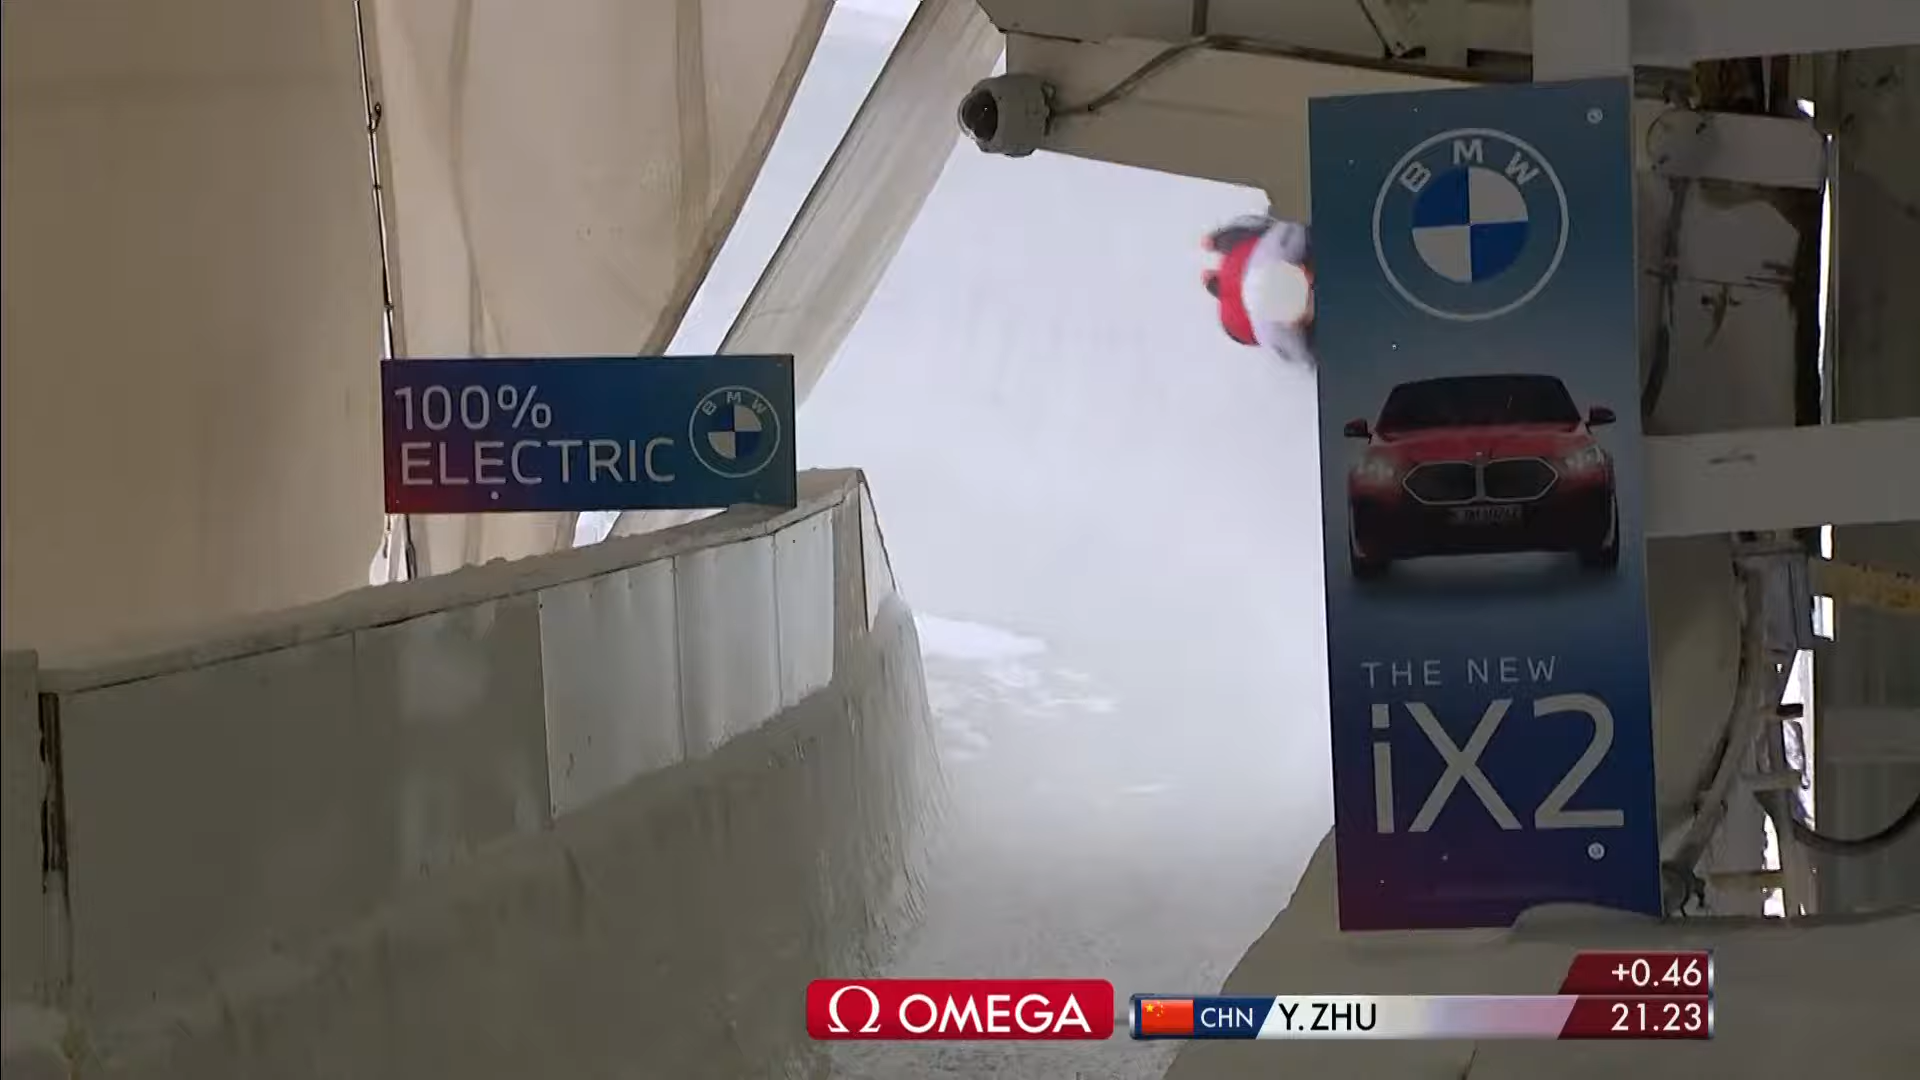 BMW
100%
ELECTRIC
BMW
THE NEW
iX2
+0.46
Ω OMEGA
CHN Y. ZHU 21.23